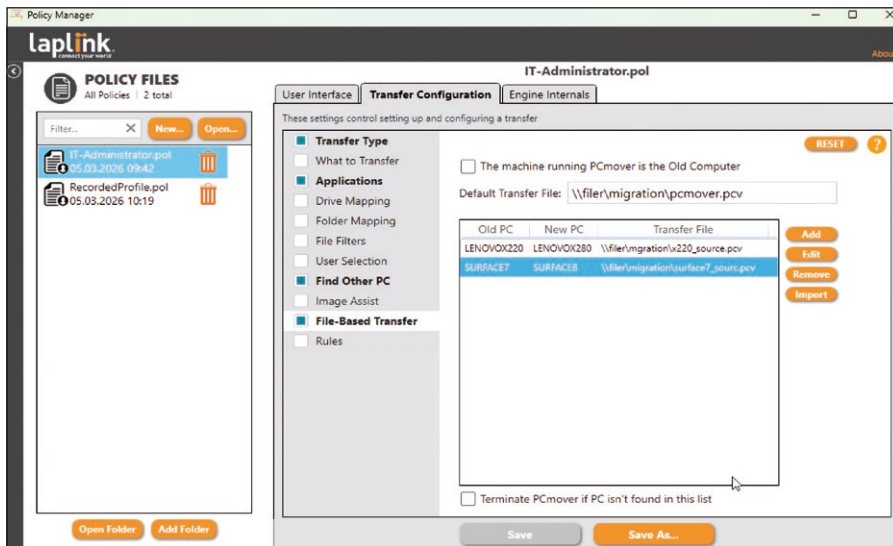 Policy Manager
laplink.
connect your world
Abou
POLICY FILES
All Policies | 2 total
Filter...
New...
Open...
IT-Administrator.pol
05.03.2026 09:42
RecordedProfile.pol
05.03.2026 10:19
Open Folder
Add Folder
IT-Administrator.pol
User Interface
Transfer Configuration
Engine Internals
These settings control setting up and configuring a transfer
Transfer Type
What to Transfer
Applications
Drive Mapping
Folder Mapping
File Filters
User Selection
Find Other PC
Image Assist
File-Based Transfer
Rules
RESET
?
The machine running PCmover is the Old Computer
Default Transfer File: \\filer\migration\pcmover.pcv
Old PC New PC Transfer File
LENOVOX220 LENOVOX280 \\filer\mgration\x220_source.pcv
SURFACE7 SURFACE8 \\filer\migration\surface7_sourc.pcv
Add
Edit
Remove
Import
Terminate PCmover if PC isn't found in this list
Save
Save As...